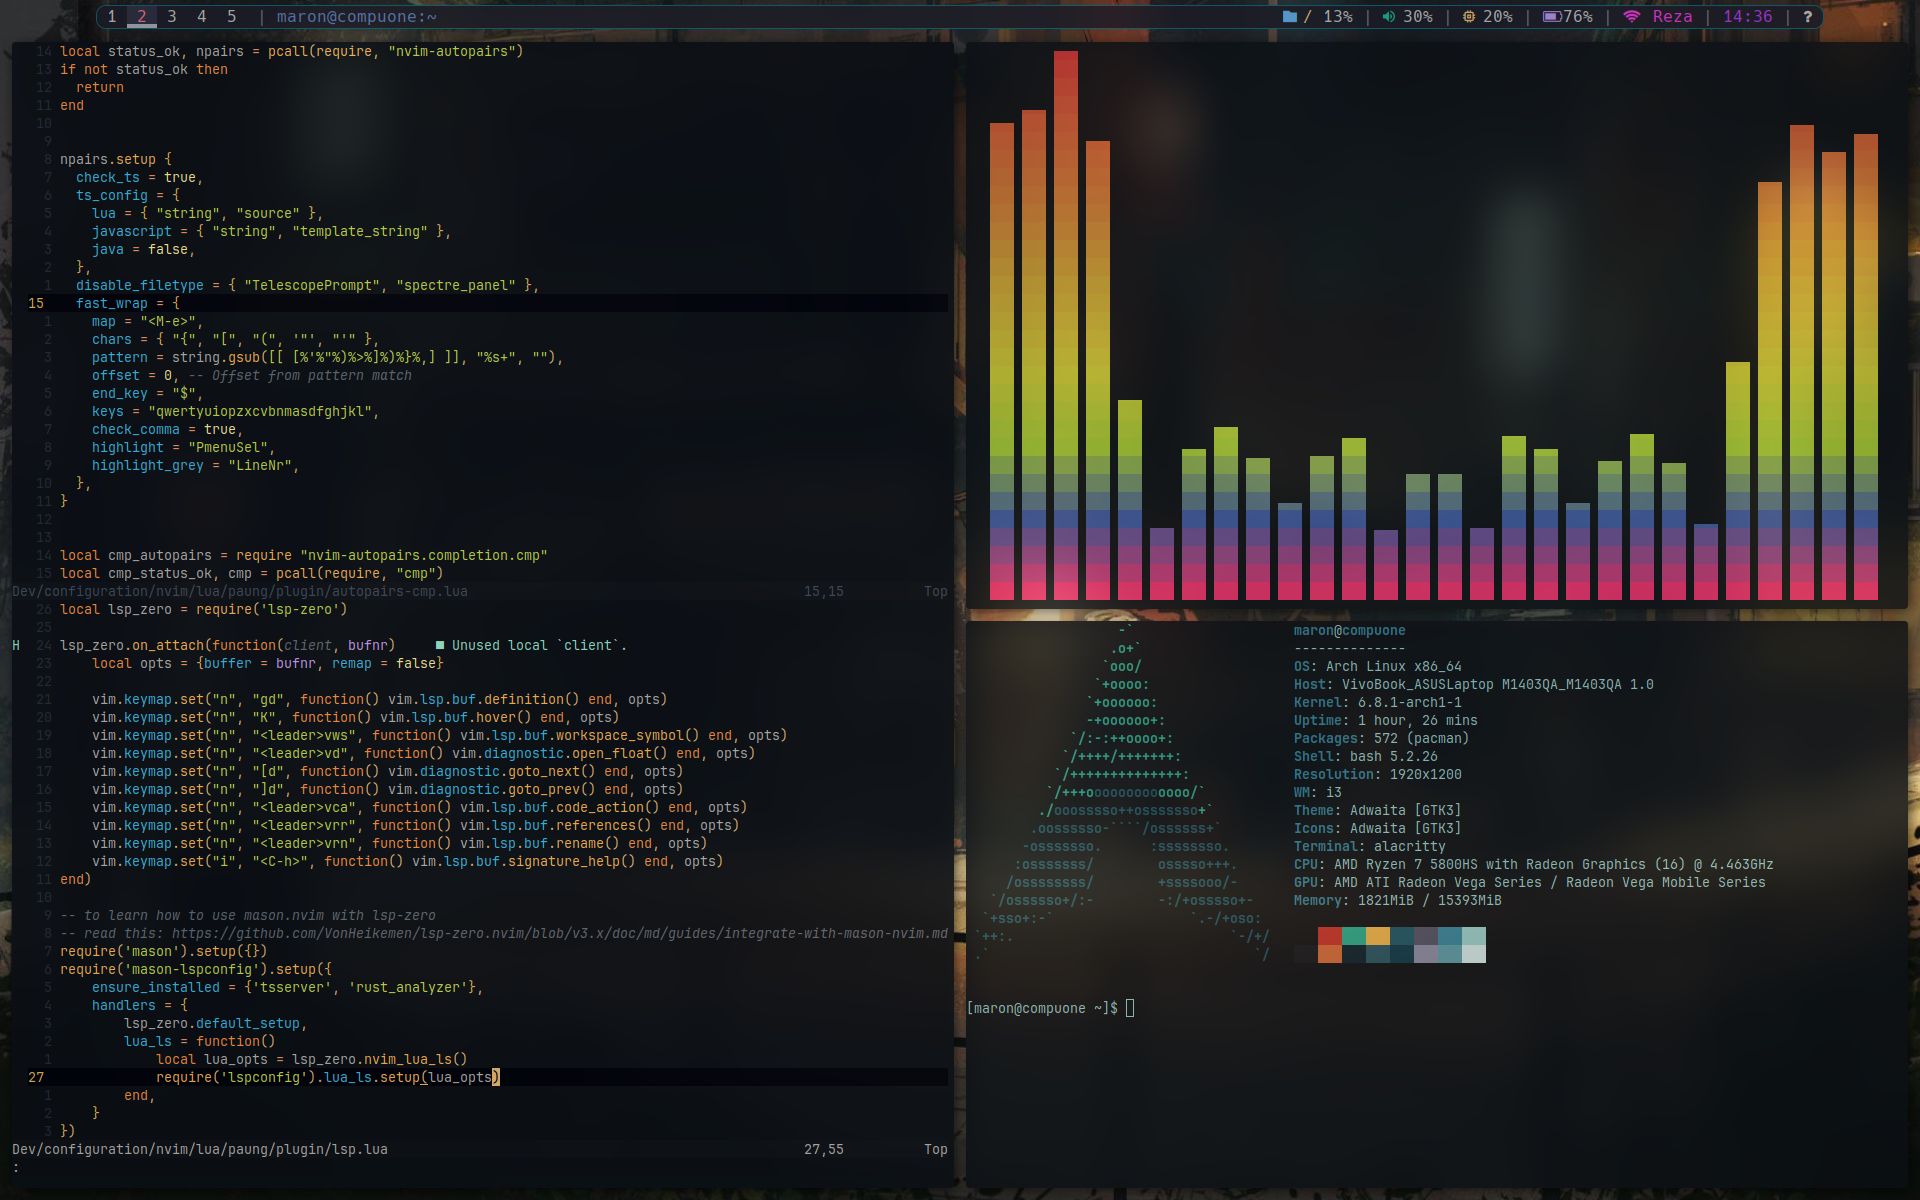 1 2 3 4 5 | maron@compuone:~
/ 13% | 30% | 20% | 76% | Reza | 14:36 | ?
14 local status_ok, npairs = pcall(require, "nvim-autopairs")
13 if not status_ok then
12   return
11 end
10
9
8 npairs.setup {
7   check_ts = true,
6   ts_config = {
5     lua = { "string", "source" },
4     javascript = { "string", "template_string" },
3     java = false,
2   },
1   disable_filetype = { "TelescopePrompt", "spectre_panel" },
15   fast_wrap = {
1     map = "<M-e>",
2     chars = { "{", "[", "(", '"', "'" },
3     pattern = string.gsub([[ [%'%"%)%>%]%)%}%,] ]], "%s+", ""),
4     offset = 0, -- Offset from pattern match
5     end_key = "$",
6     keys = "qwertyuiopzxcvbnmasdfghjkl",
7     check_comma = true,
8     highlight = "PmenuSel",
9     highlight_grey = "LineNr",
10   },
11 }
12
13
14 local cmp_autopairs = require "nvim-autopairs.completion.cmp"
15 local cmp_status_ok, cmp = pcall(require, "cmp")
Dev/configuration/nvim/lua/paung/plugin/autopairs-cmp.lua 15,15 Top
26 local lsp_zero = require('lsp-zero')
25
H 24 lsp_zero.on_attach(function(client, bufnr)     ■ Unused local `client`.
23     local opts = {buffer = bufnr, remap = false}
22
21     vim.keymap.set("n", "gd", function() vim.lsp.buf.definition() end, opts)
20     vim.keymap.set("n", "K", function() vim.lsp.buf.hover() end, opts)
19     vim.keymap.set("n", "<leader>vws", function() vim.lsp.buf.workspace_symbol() end, opts)
18     vim.keymap.set("n", "<leader>vd", function() vim.diagnostic.open_float() end, opts)
17     vim.keymap.set("n", "[d", function() vim.diagnostic.goto_next() end, opts)
16     vim.keymap.set("n", "]d", function() vim.diagnostic.goto_prev() end, opts)
15     vim.keymap.set("n", "<leader>vca", function() vim.lsp.buf.code_action() end, opts)
14     vim.keymap.set("n", "<leader>vrr", function() vim.lsp.buf.references() end, opts)
13     vim.keymap.set("n", "<leader>vrn", function() vim.lsp.buf.rename() end, opts)
12     vim.keymap.set("i", "<C-h>", function() vim.lsp.buf.signature_help() end, opts)
11 end)
10
9 -- to learn how to use mason.nvim with lsp-zero
8 -- read this: https://github.com/VonHeikemen/lsp-zero.nvim/blob/v3.x/doc/md/guides/integrate-with-mason-nvim.md
7 require('mason').setup({})
6 require('mason-lspconfig').setup({
5     ensure_installed = {'tsserver', 'rust_analyzer'},
4     handlers = {
3         lsp_zero.default_setup,
2         lua_ls = function()
1             local lua_opts = lsp_zero.nvim_lua_ls()
27             require('lspconfig').lua_ls.setup(lua_opts)
1         end,
2     }
3 })
Dev/configuration/nvim/lua/paung/plugin/lsp.lua 27,55 Top
:
                   -`
                  .o+`
                 `ooo/
                `+oooo:
               `+oooooo:
               -+oooooo+:
             `/:-:++oooo+:
            `/++++/+++++++:
           `/++++++++++++++:
          `/+++ooooooooooooo/`
         ./ooosssso++osssssso+`
        .oossssso-````/ossssss+`
       -osssssso.      :ssssssso.
      :osssssss/        osssso+++.
     /ossssssss/        +ssssooo/-
   `/ossssso+/:-        -:/+osssso+-
  `+sso+:-`                 `.-/+oso:
 `++:.                           `-/+/
 .`                                 `/
maron@compuone
--------------
OS: Arch Linux x86_64
Host: VivoBook_ASUSLaptop M1403QA_M1403QA 1.0
Kernel: 6.8.1-arch1-1
Uptime: 1 hour, 26 mins
Packages: 572 (pacman)
Shell: bash 5.2.26
Resolution: 1920x1200
WM: i3
Theme: Adwaita [GTK3]
Icons: Adwaita [GTK3]
Terminal: alacritty
CPU: AMD Ryzen 7 5800HS with Radeon Graphics (16) @ 4.463GHz
GPU: AMD ATI Radeon Vega Series / Radeon Vega Mobile Series
Memory: 1821MiB / 15393MiB
[maron@compuone ~]$